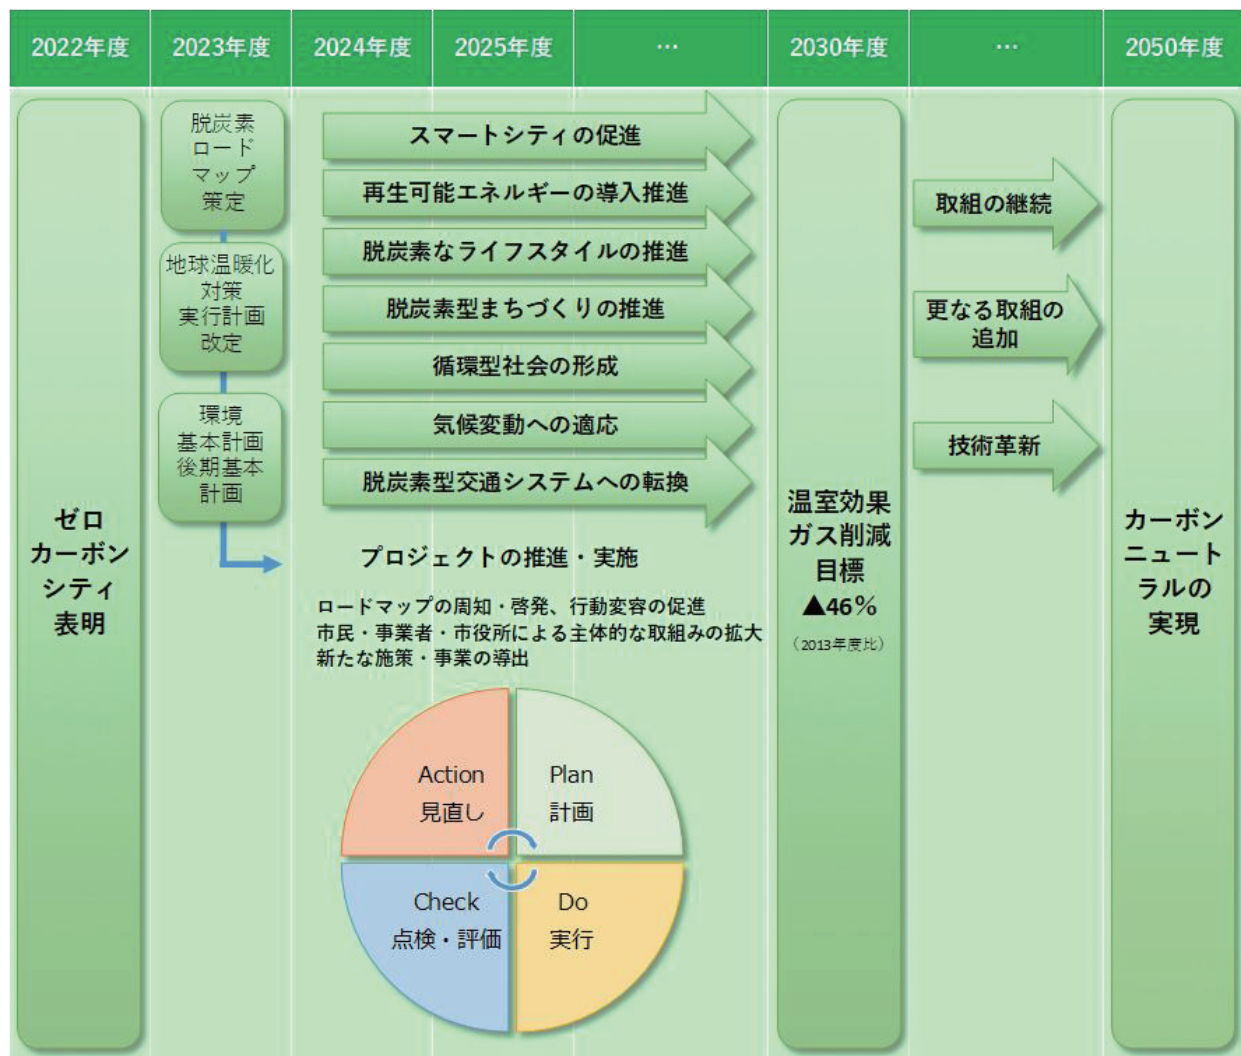 2022年度
2023年度
2024年度
2025年度
…
2030年度
…
2050年度
ゼロ
カーボン
シティ
表明
脱炭素
ロード
マップ
策定
地球温暖化
対策
実行計画
改定
環境
基本計画
後期基本
計画
スマートシティの促進
再生可能エネルギーの導入推進
脱炭素なライフスタイルの推進
脱炭素型まちづくりの推進
循環型社会の形成
気候変動への適応
脱炭素型交通システムへの転換
プロジェクトの推進・実施
ロードマップの周知・啓発、行動変容の促進
市民・事業者・市役所による主体的な取組みの拡大
新たな施策・事業の導出
Action
見直し
Plan
計画
Check
点検・評価
Do
実行
温室効果
ガス削減
目標
▲46%
（2013年度比）
取組の継続
更なる取組の
追加
技術革新
カーボン
ニュート
ラルの
実現